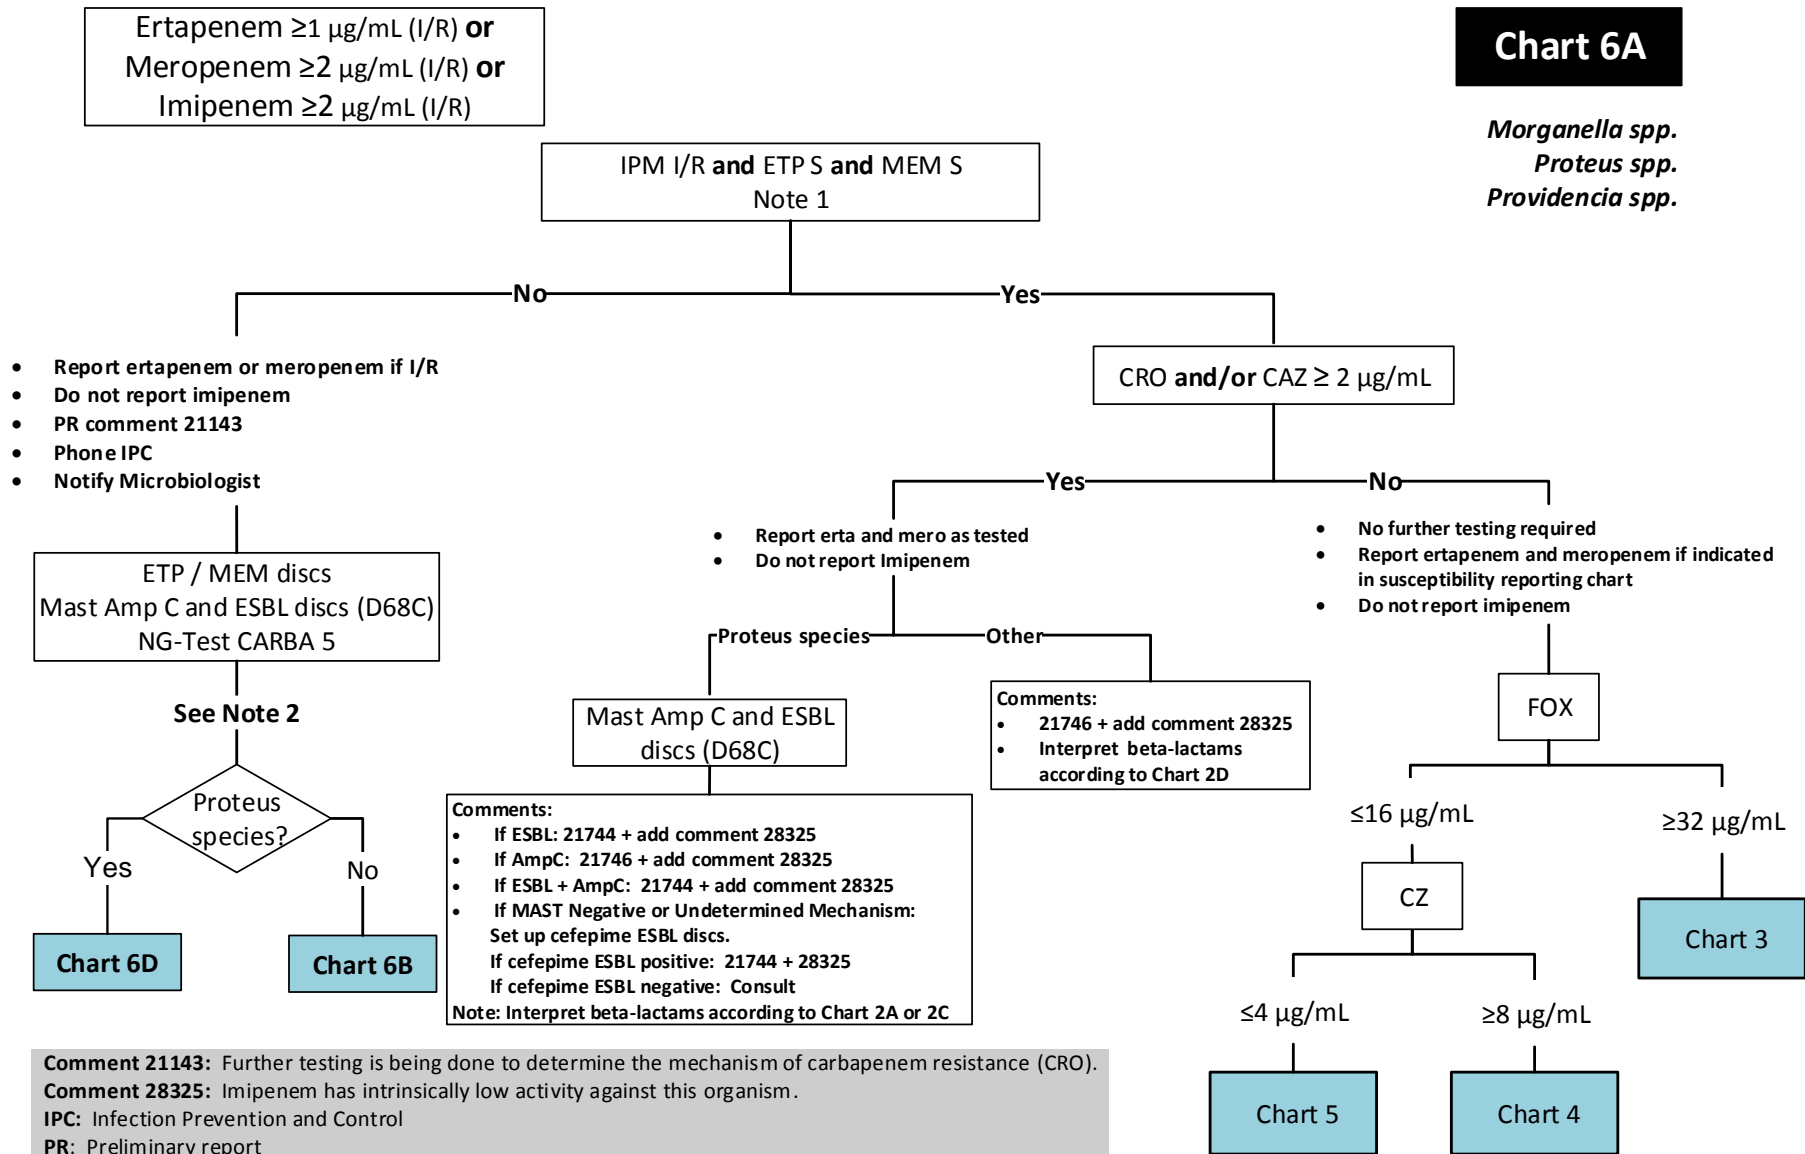 Ertapenem ≥1 µg/mL (I/R) or
Meropenem ≥2 µg/mL (I/R) or
Imipenem ≥2 µg/mL (I/R)
Chart 6A
Morganella spp.
Proteus spp.
Providencia spp.
IPM I/R and ETP S and MEM S
Note 1
No
Yes
• Report ertapenem or meropenem if I/R
• Do not report imipenem
• PR comment 21143
• Phone IPC
• Notify Microbiologist
CRO and/or CAZ ≥ 2 µg/mL
Yes
No
• Report erta and mero as tested
• Do not report Imipenem
• No further testing required
• Report ertapenem and meropenem if indicated
in susceptibility reporting chart
• Do not report imipenem
ETP / MEM discs
Mast Amp C and ESBL discs (D68C)
NG-Test CARBA 5
See Note 2
Proteus
species?
Yes
No
Chart 6D
Chart 6B
Proteus species
Other
Mast Amp C and ESBL
discs (D68C)
Comments:
• 21746 + add comment 28325
• Interpret beta-lactams
according to Chart 2D
Comments:
• If ESBL: 21744 + add comment 28325
• If AmpC: 21746 + add comment 28325
• If ESBL + AmpC: 21744 + add comment 28325
• If MAST Negative or Undetermined Mechanism:
Set up cefepime ESBL discs.
If cefepime ESBL positive: 21744 + 28325
If cefepime ESBL negative: Consult
Note: Interpret beta-lactams according to Chart 2A or 2C
FOX
≤16 µg/mL
≥32 µg/mL
CZ
Chart 3
≤4 µg/mL
≥8 µg/mL
Chart 5
Chart 4
Comment 21143: Further testing is being done to determine the mechanism of carbapenem resistance (CRO).
Comment 28325: Imipenem has intrinsically low activity against this organism.
IPC: Infection Prevention and Control
PR: Preliminary report